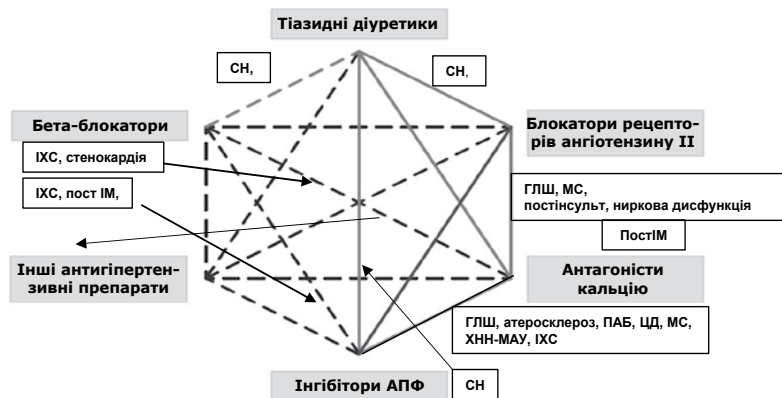 Тіазидні діуретики
СН,
СН,
Бета-блокатори
Блокатори рецепто-
рів ангіотензину II
ІХС, стенокардія
ІХС, пост ІМ,
ГЛШ, МС,
постінсульт, ниркова дисфункція
ПостІМ
Інші антигіпертен-
зивні препарати
Антагоністи
кальцію
ГЛШ, атеросклероз, ПАБ, ЦД, МС,
ХНН-МАУ, ІХС
Інгібітори АПФ
СН